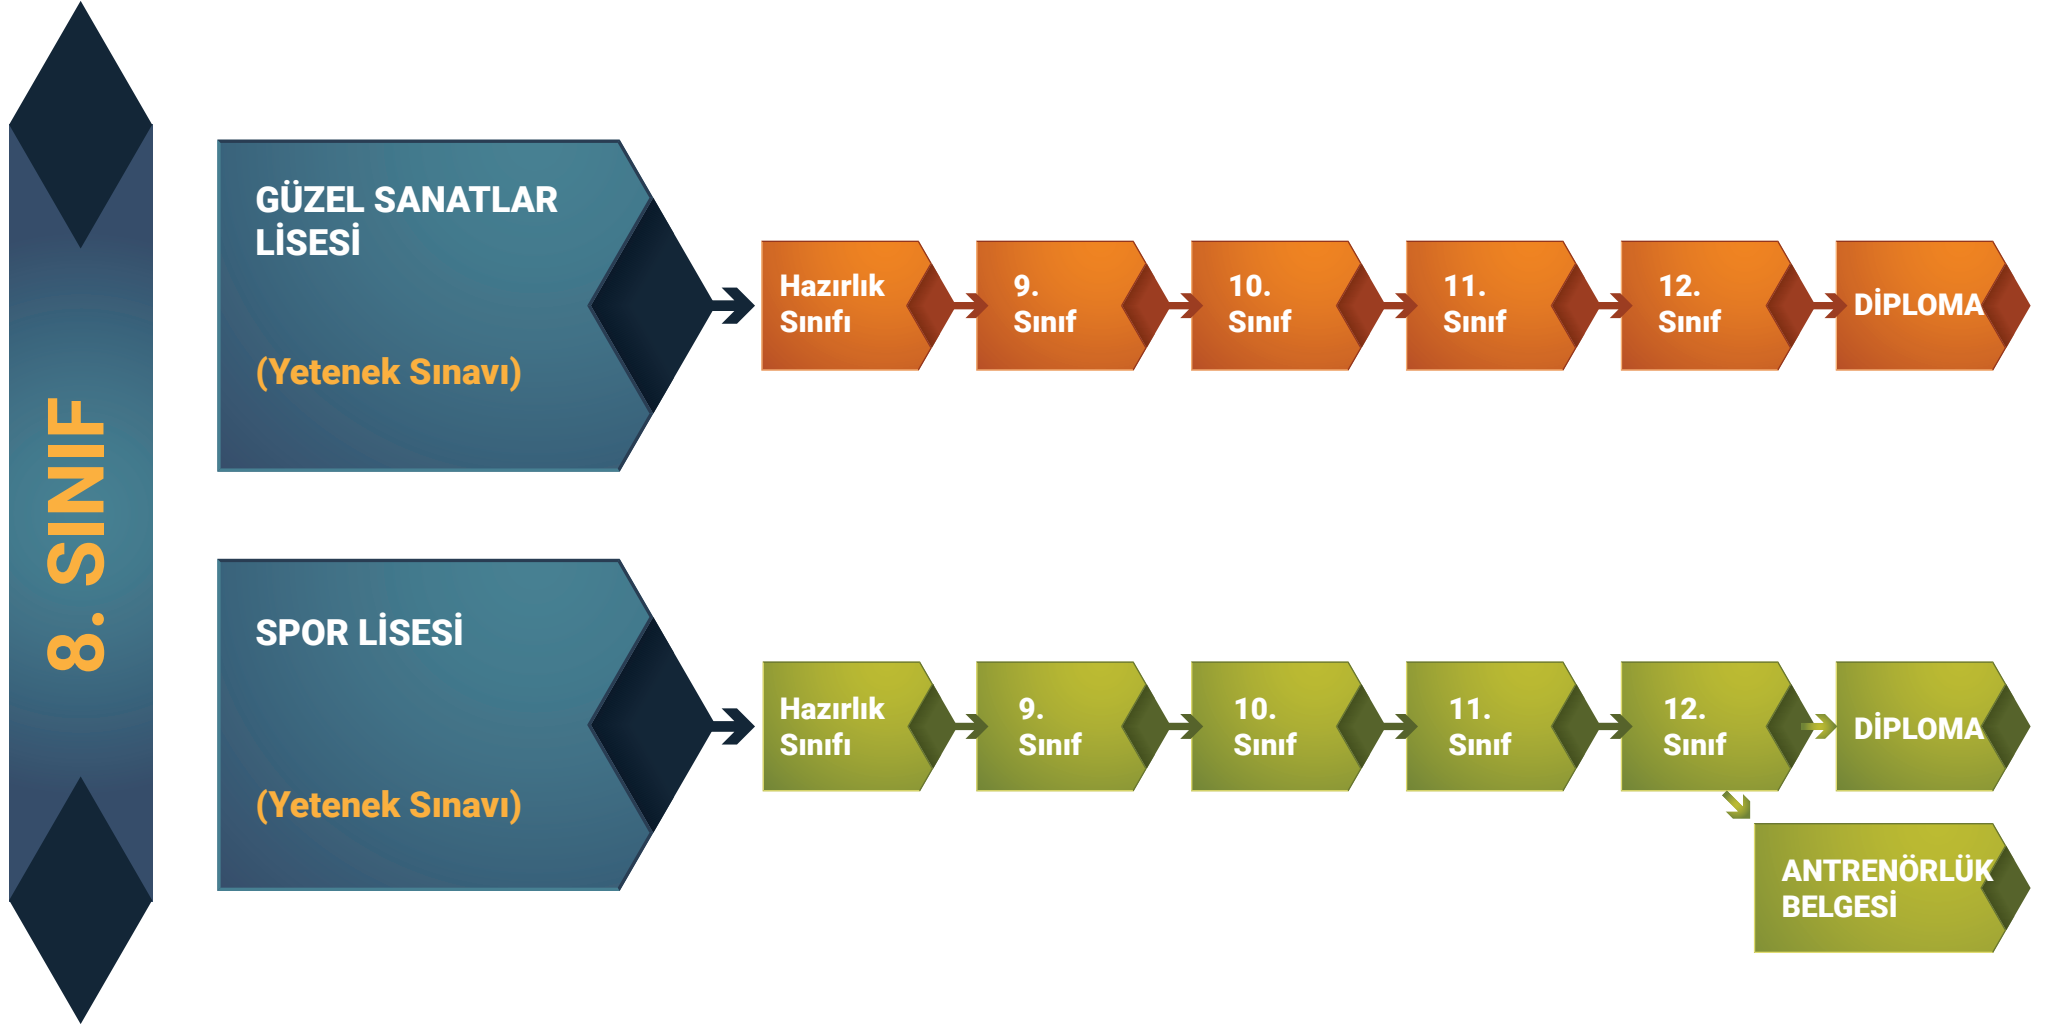 8. SINIF
GÜZEL SANATLAR
LİSESİ
(Yetenek Sınavı)
Hazırlık
Sınıfı
9.
Sınıf
10.
Sınıf
11.
Sınıf
12.
Sınıf
DİPLOMA
SPOR LİSESİ
(Yetenek Sınavı)
Hazırlık
Sınıfı
9.
Sınıf
10.
Sınıf
11.
Sınıf
12.
Sınıf
DİPLOMA
ANTRENÖRLÜK
BELGESİ